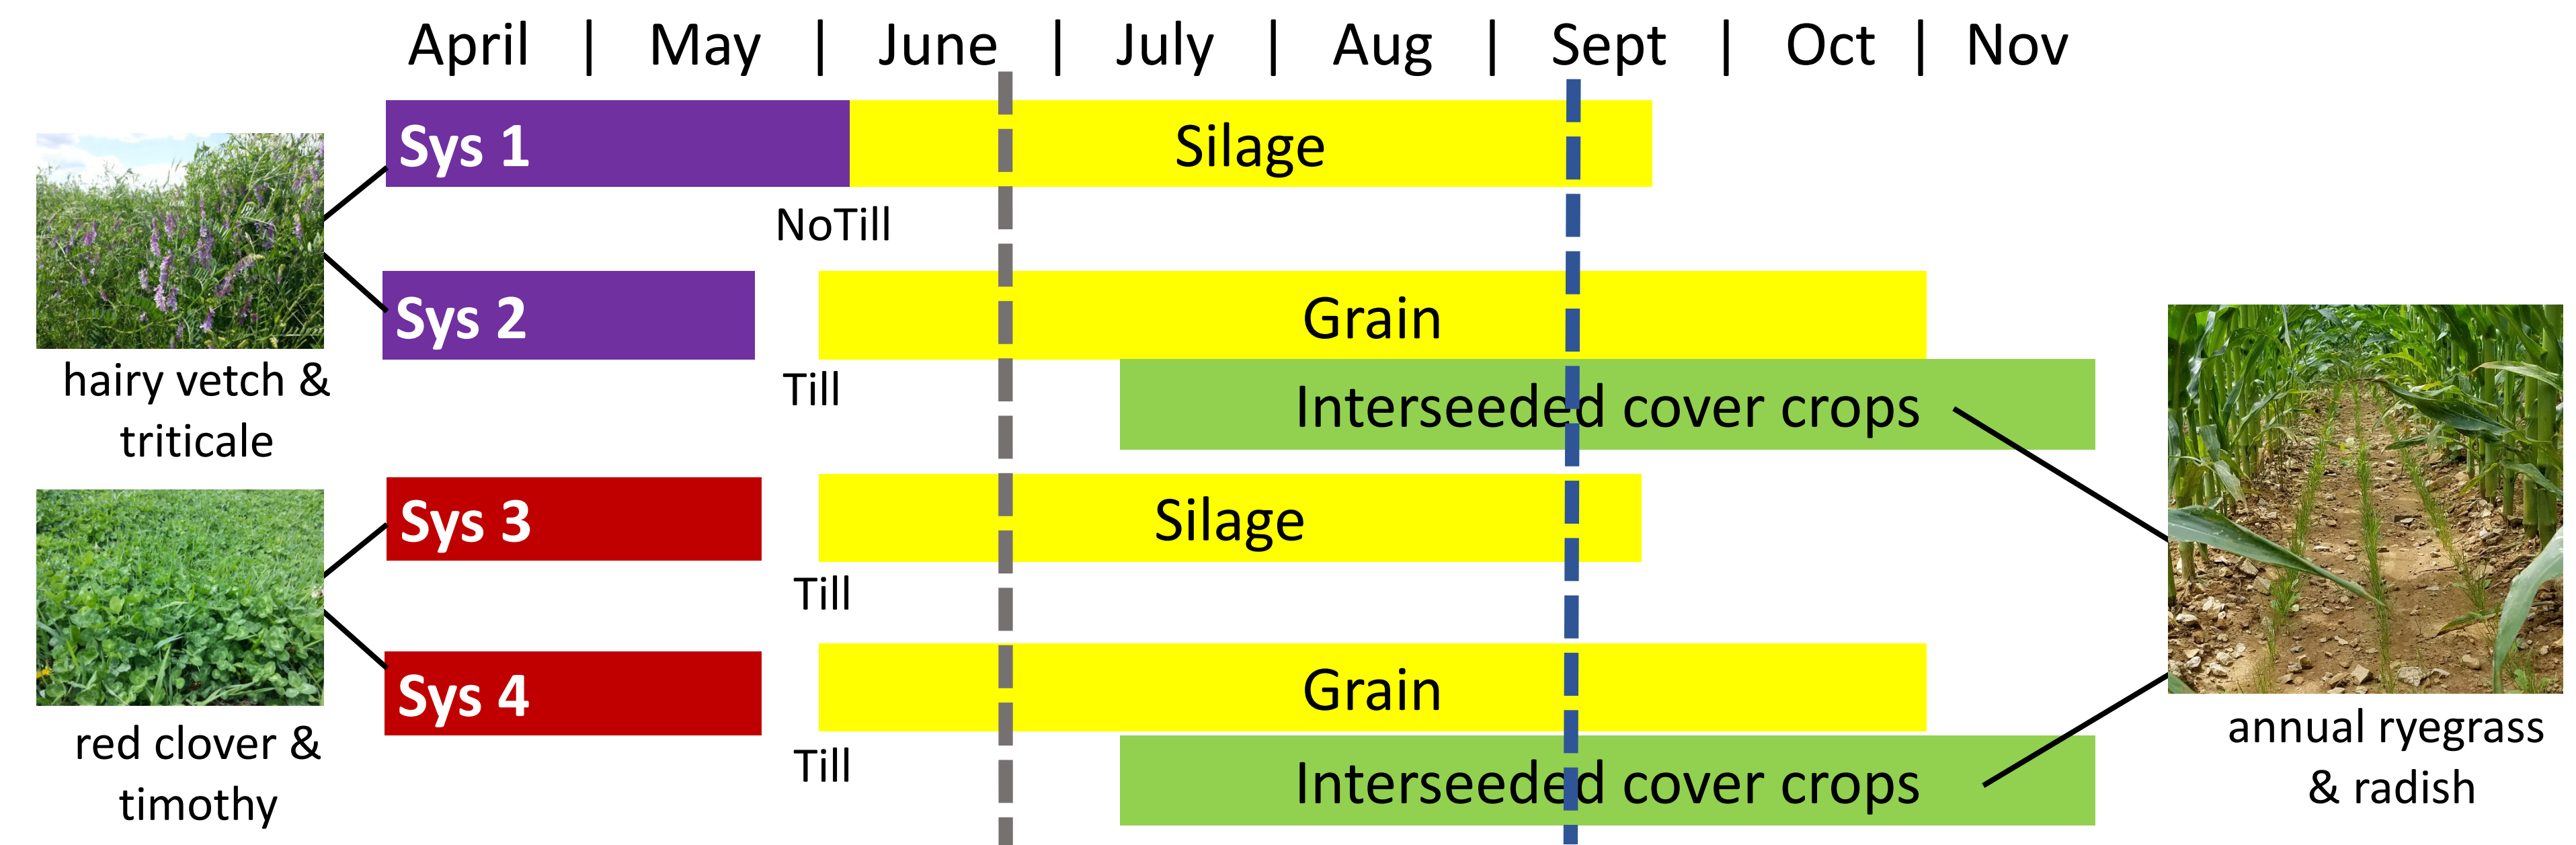 April | May | June | July | Aug | Sept | Oct | Nov
Sys 1 Silage
NoTill
Sys 2 Grain
hairy vetch &
triticale
Till
Interseeded cover crops
Sys 3 Silage
Till
Sys 4 Grain
red clover &
timothy
Till
Interseeded cover crops
annual ryegrass
& radish